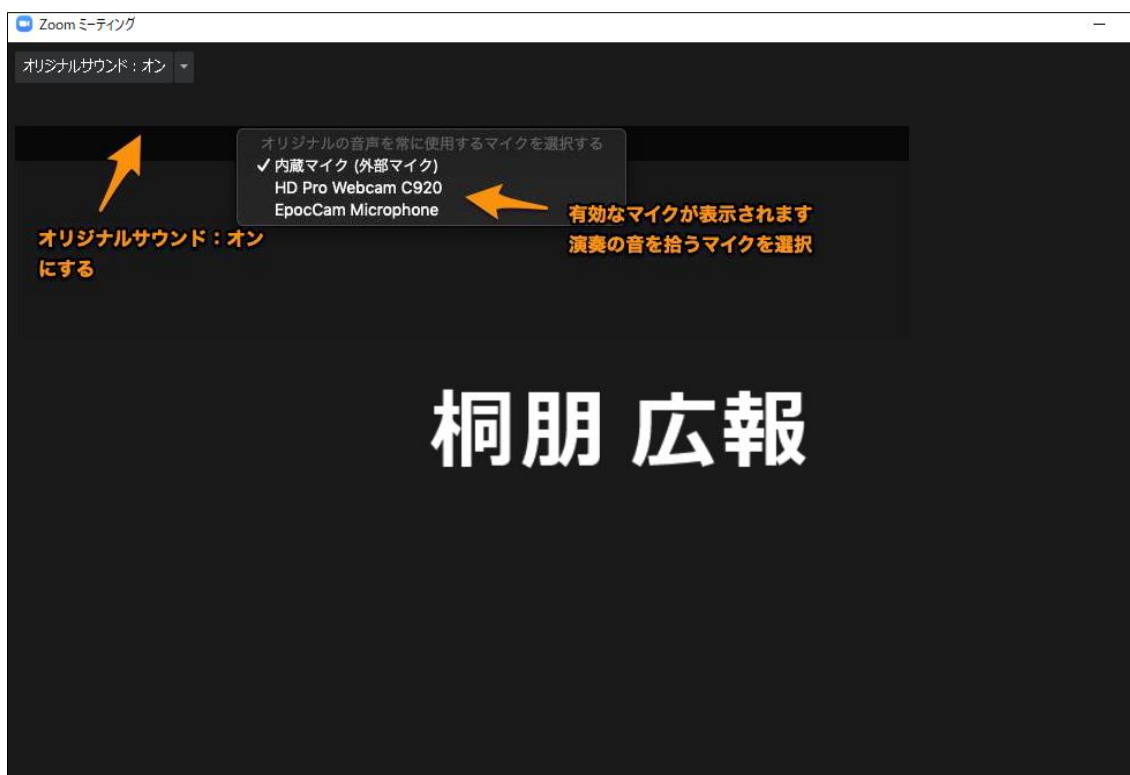 Zoom ミーティング
オリジナルサウンド：オン
オリジナルの音声を常に使用するマイクを選択する
✓ 内蔵マイク (外部マイク)
HD Pro Webcam C920
EpocCam Microphone
有効なマイクが表示されます
演奏の音を拾うマイクを選択
オリジナルサウンド：オン
にする
桐朋 広報